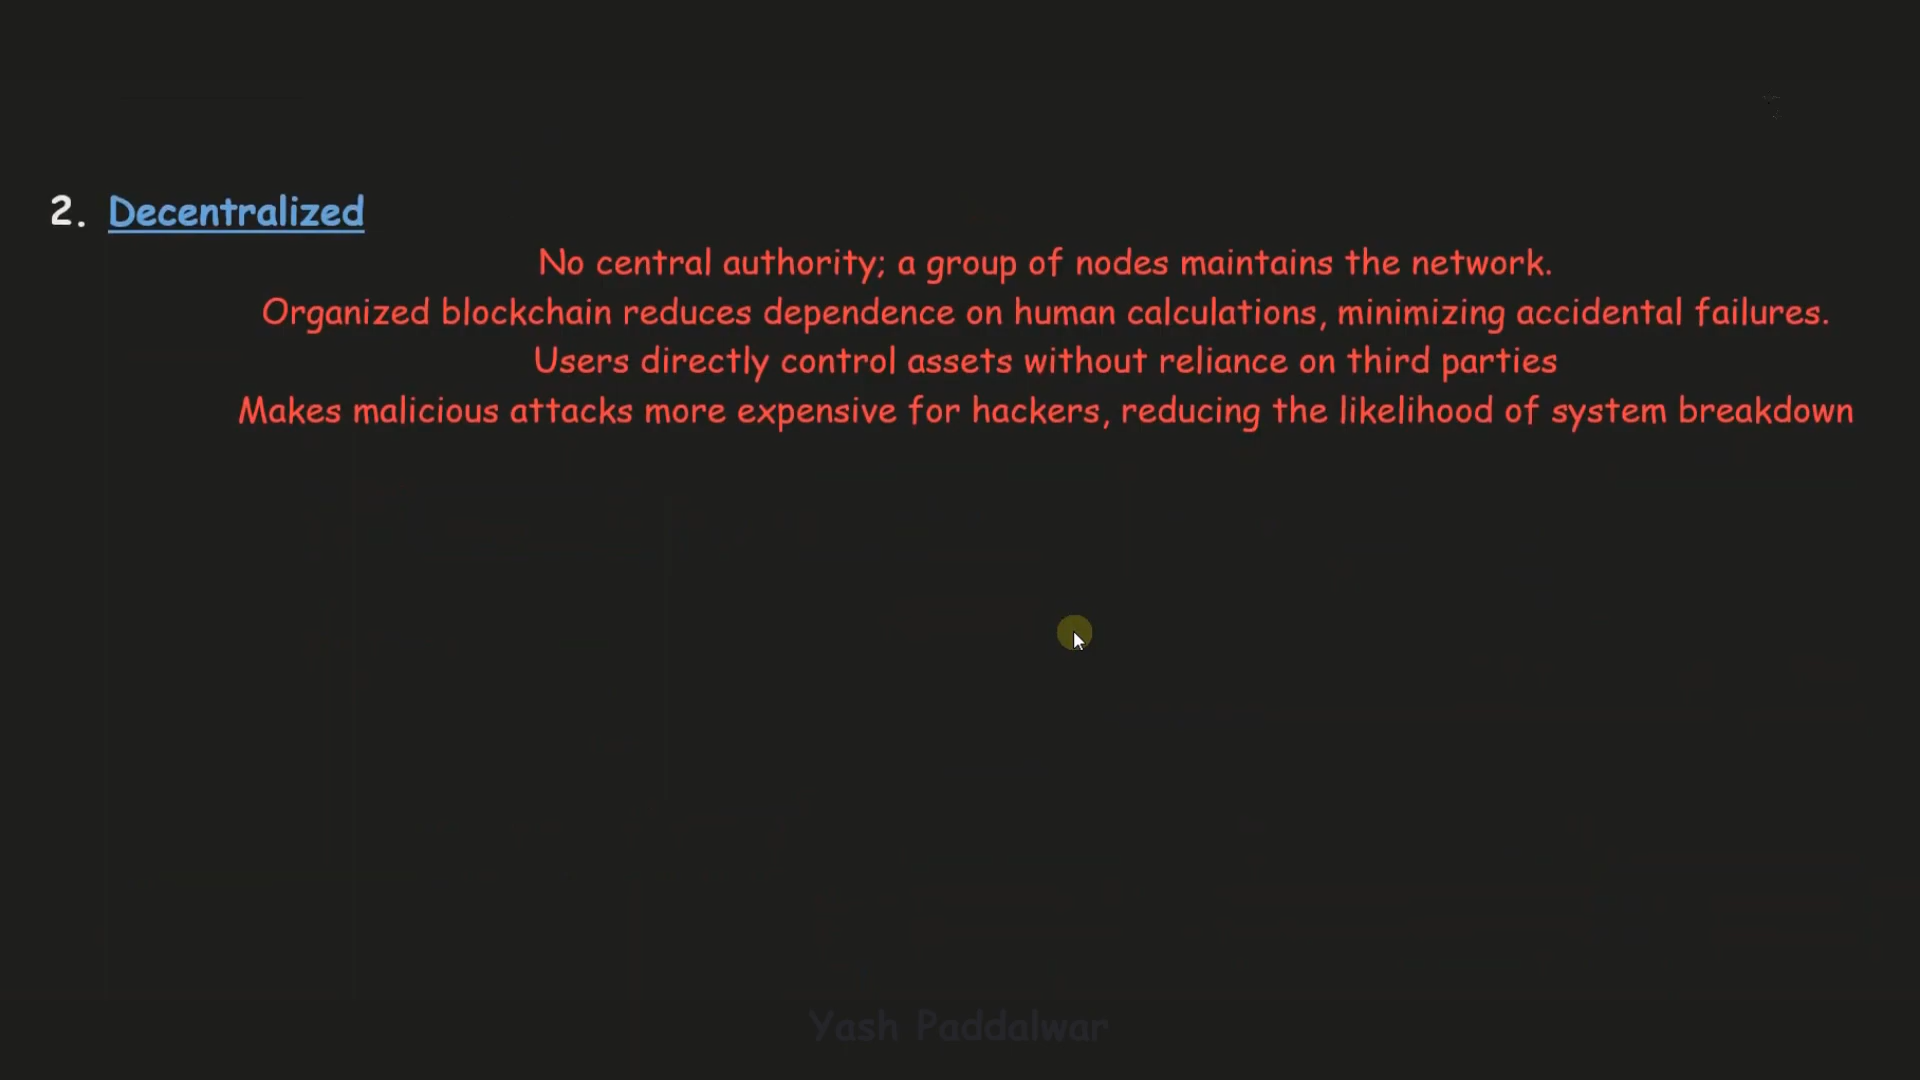 2. Decentralized
No central authority; a group of nodes maintains the network.
Organized blockchain reduces dependence on human calculations, minimizing accidental failures.
Users directly control assets without reliance on third parties
Makes malicious attacks more expensive for hackers, reducing the likelihood of system breakdown
Yash Paddalwar